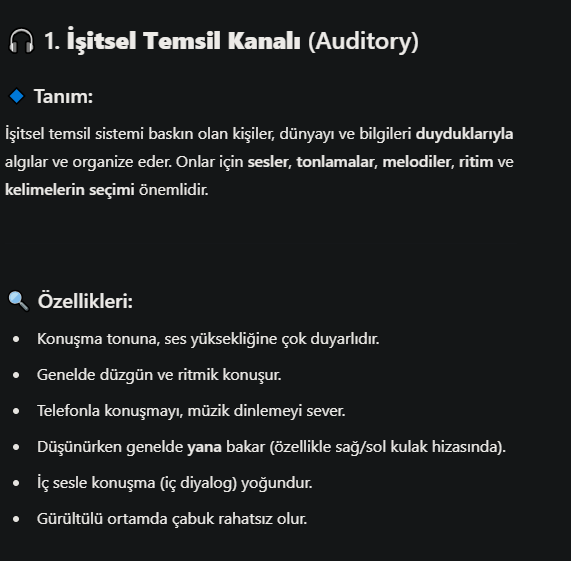 🎧 1. İşitsel Temsil Kanalı (Auditory)
🔹 Tanım:
İşitsel temsil sistemi baskın olan kişiler, dünyayı ve bilgileri duyduklarıyla
algılar ve organize eder. Onlar için sesler, tonlamalar, melodiler, ritim ve
kelimelerin seçimi önemlidir.
🔍 Özellikleri:
• Konuşma tonuna, ses yüksekliğine çok duyarlıdır.
• Genelde düzgün ve ritmik konuşur.
• Telefonla konuşmayı, müzik dinlemeyi sever.
• Düşünürken genelde yana bakar (özellikle sağ/sol kulak hizasında).
• İç sesle konuşma (iç diyalog) yoğundur.
• Gürültülü ortamda çabuk rahatsız olur.